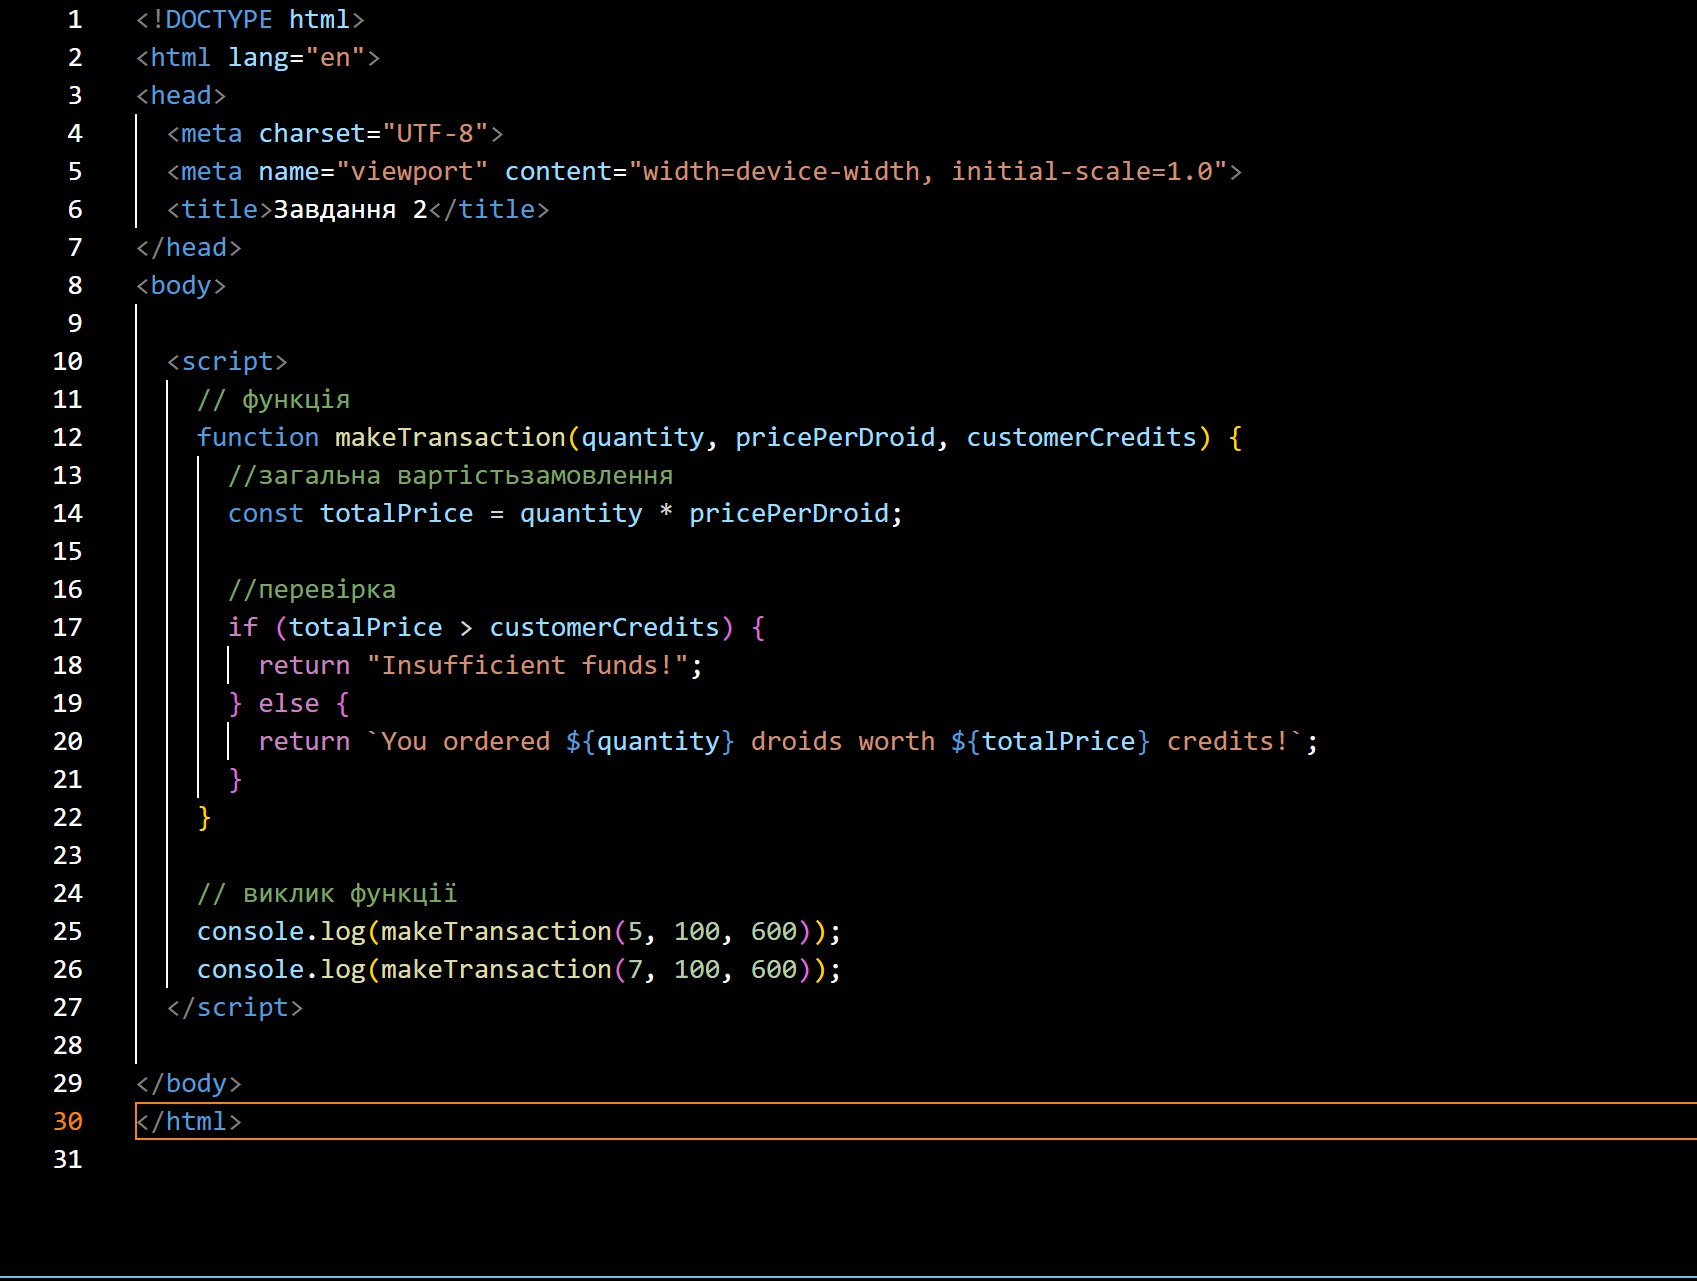 1 <!DOCTYPE html>
2 <html lang="en">
3 <head>
4 <meta charset="UTF-8">
5 <meta name="viewport" content="width=device-width, initial-scale=1.0">
6 <title>Завдання 2</title>
7 </head>
8 <body>
9
10 <script>
11 // функція
12 function makeTransaction(quantity, pricePerDroid, customerCredits) {
13 //загальна вартістьзамовлення
14 const totalPrice = quantity * pricePerDroid;
15
16 //перевірка
17 if (totalPrice > customerCredits) {
18 return "Insufficient funds!";
19 } else {
20 return `You ordered ${quantity} droids worth ${totalPrice} credits!`;
21 }
22 }
23
24 // виклик функції
25 console.log(makeTransaction(5, 100, 600));
26 console.log(makeTransaction(7, 100, 600));
27 </script>
28
29 </body>
30 </html>
31